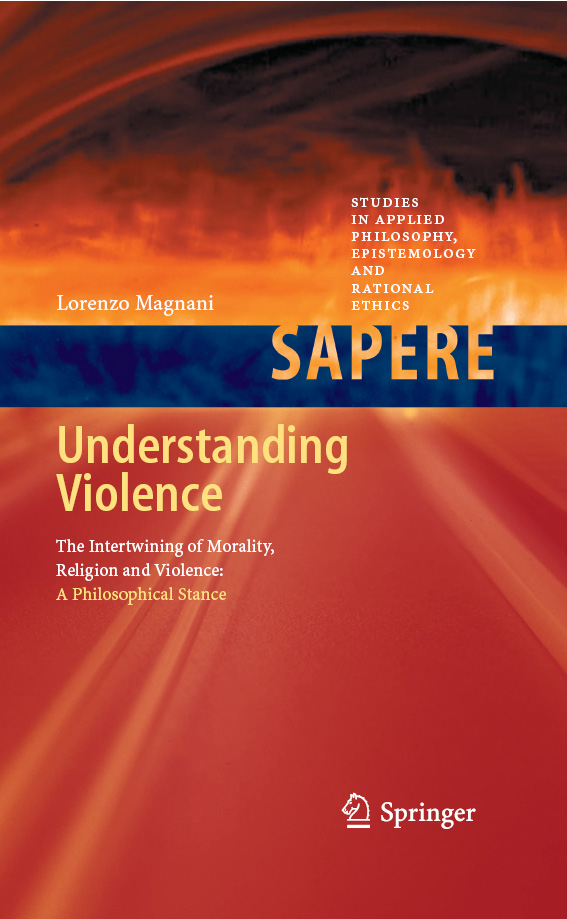 STUDIES
IN APPLIED
PHILOSOPHY,
EPISTEMOLOGY
AND
RATIONAL
ETHICS
Lorenzo Magnani
SAPERE
Understanding
Violence
The Intertwining of Morality,
Religion and Violence:
A Philosophical Stance
Springer